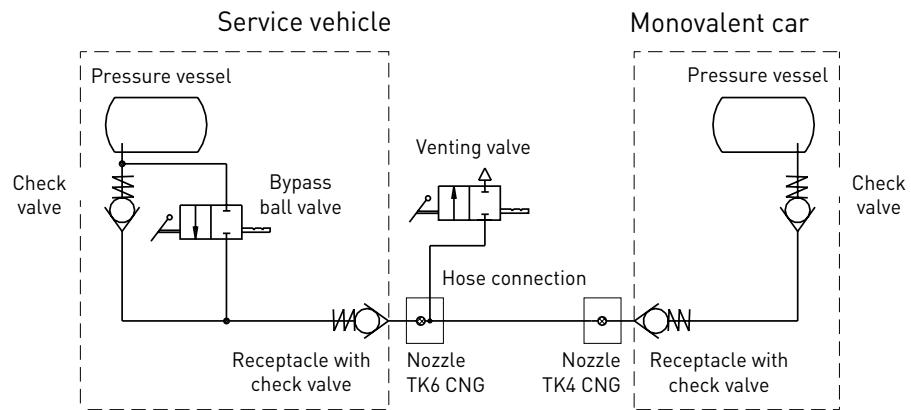 Service vehicle
Monovalent car
Pressure vessel
Pressure vessel
Check
valve
Bypass
ball valve
Venting valve
Check
valve
Hose connection
Receptacle with
check valve
Nozzle
TK6 CNG
Nozzle
TK4 CNG
Receptacle with
check valve